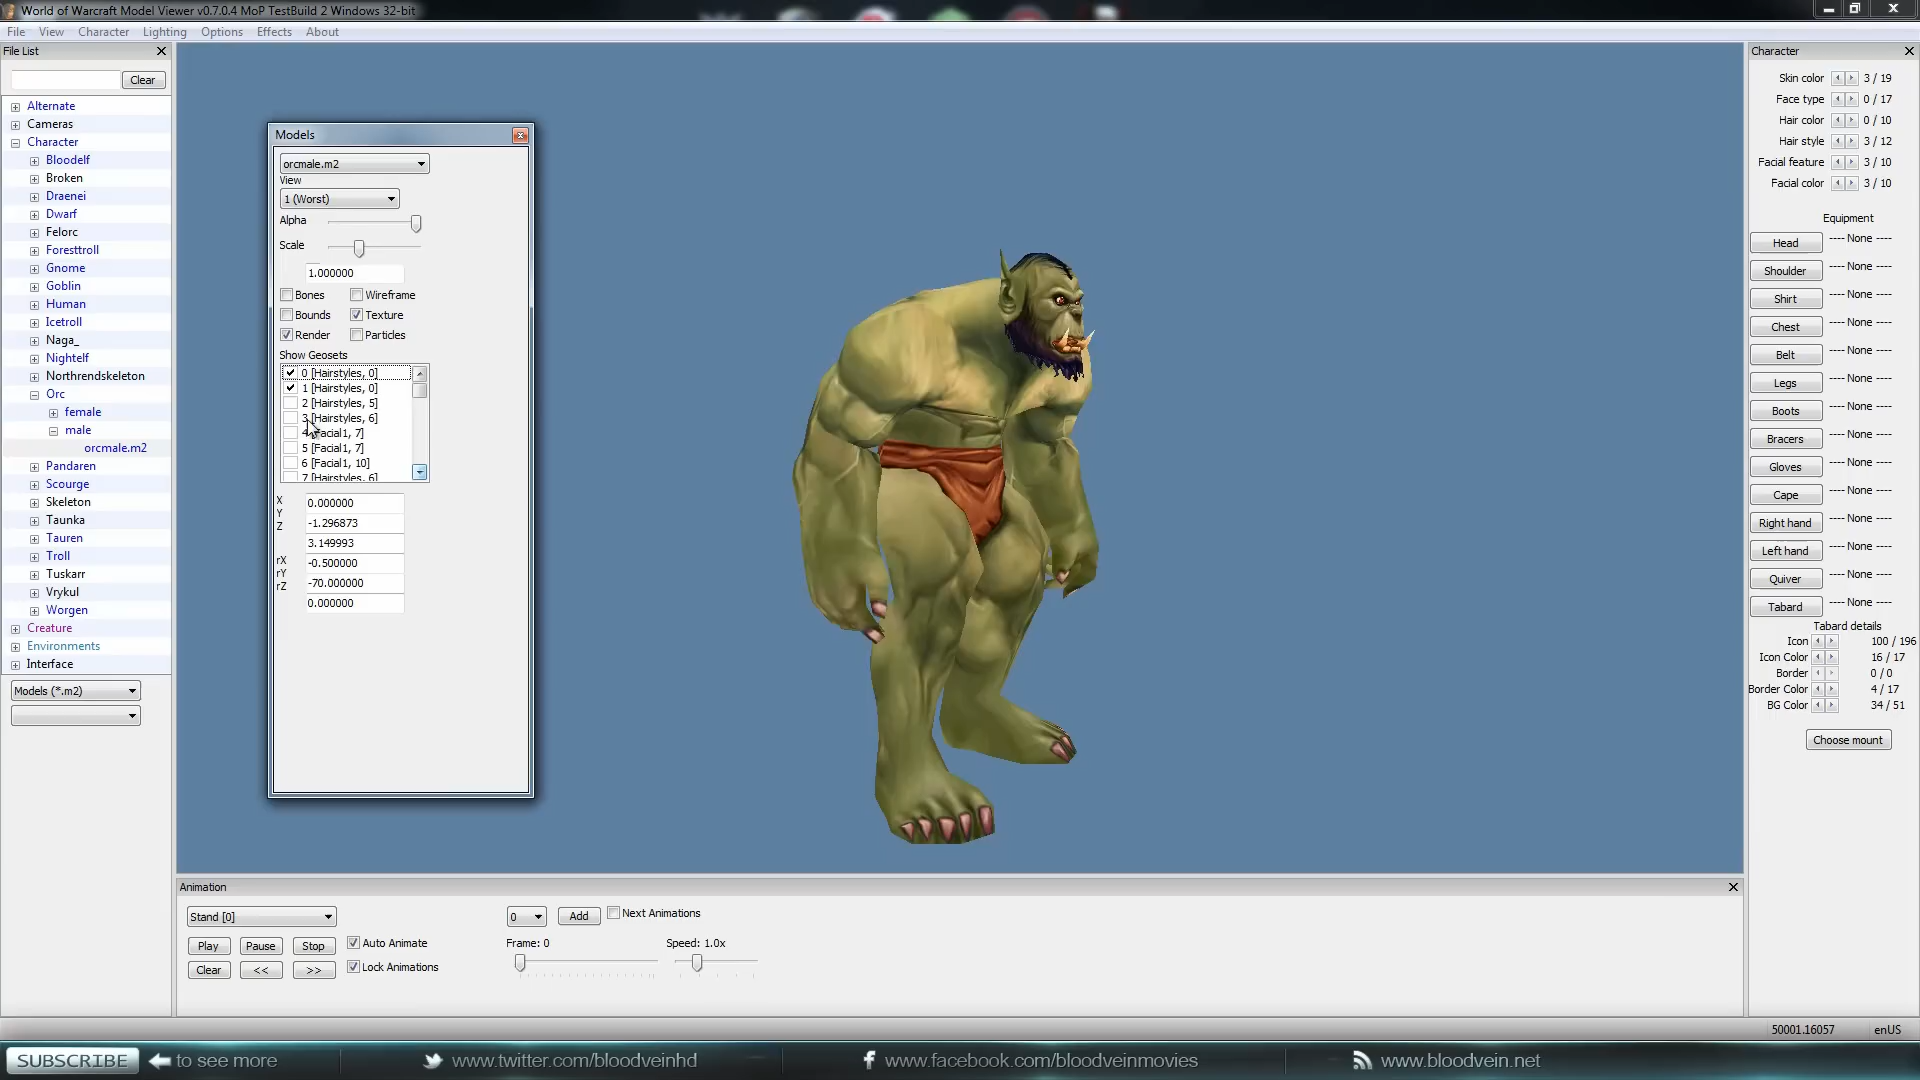 World of Warcraft Model Viewer v0.7.0.4 MoP TestBuild 2 Windows 32-bit
File View Character Lighting Options Effects About
File List
Clear
Alternate
Cameras
Character
Bloodelf
Broken
Draenei
Dwarf
Felorc
Foresttroll
Gnome
Goblin
Human
Icetroll
Naga_
Nightelf
Northrendskeleton
Orc
female
male
orcmale.m2
Pandaren
Scourge
Skeleton
Taunka
Tauren
Troll
Tuskarr
Vrykul
Worgen
Creature
Environments
Interface
Models (*.m2)
Models
orcmale.m2
View
1 (Worst)
Alpha
Scale
1.000000
Bones Wireframe
Bounds Texture
Render Particles
Show Geosets
0 [Hairstyles, 0]
1 [Hairstyles, 0]
2 [Hairstyles, 5]
3 [Hairstyles, 6]
4 [Facial1, 7]
5 [Facial1, 7]
6 [Facial1, 10]
7 [Hairstyles, 6]
X 0.000000
Y -1.296873
Z 3.149993
rX -0.500000
rY -70.000000
rZ 0.000000
Character
Skin color 3 / 19
Face type 0 / 17
Hair color 0 / 10
Hair style 3 / 12
Facial feature 3 / 10
Facial color 3 / 10
Equipment
Head ---- None ----
Shoulder ---- None ----
Shirt ---- None ----
Chest ---- None ----
Belt ---- None ----
Legs ---- None ----
Boots ---- None ----
Bracers ---- None ----
Gloves ---- None ----
Cape ---- None ----
Right hand ---- None ----
Left hand ---- None ----
Quiver ---- None ----
Tabard ---- None ----
Tabard details
Icon 100 / 196
Icon Color 16 / 17
Border 0 / 0
Border Color 4 / 17
BG Color 34 / 51
Choose mount
Animation
Stand [0] 0 Add Next Animations
Play Pause Stop Auto Animate Frame: 0 Speed: 1.0x
Clear << >> Lock Animations
50001.16057 enUS
SUBSCRIBE to see more www.twitter.com/bloodveinhd www.facebook.com/bloodveinmovies www.bloodvein.net